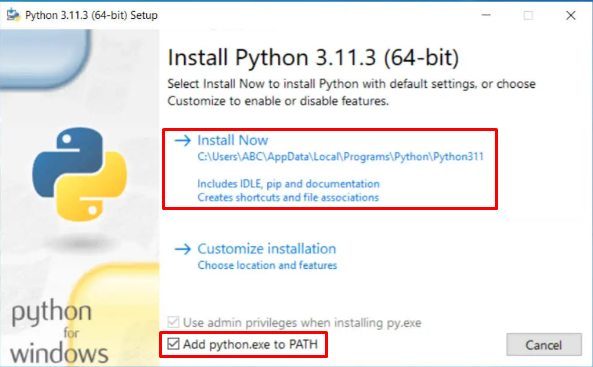 Python 3.11.3 (64-bit) Setup
Install Python 3.11.3 (64-bit)
Select Install Now to install Python with default settings, or choose
Customize to enable or disable features.
Install Now
C:\Users\ABC\AppData\Local\Programs\Python\Python311
Includes IDLE, pip and documentation
Creates shortcuts and file associations
Customize installation
Choose location and features
Use admin privileges when installing py.exe
Add python.exe to PATH
Cancel
python
for
windows